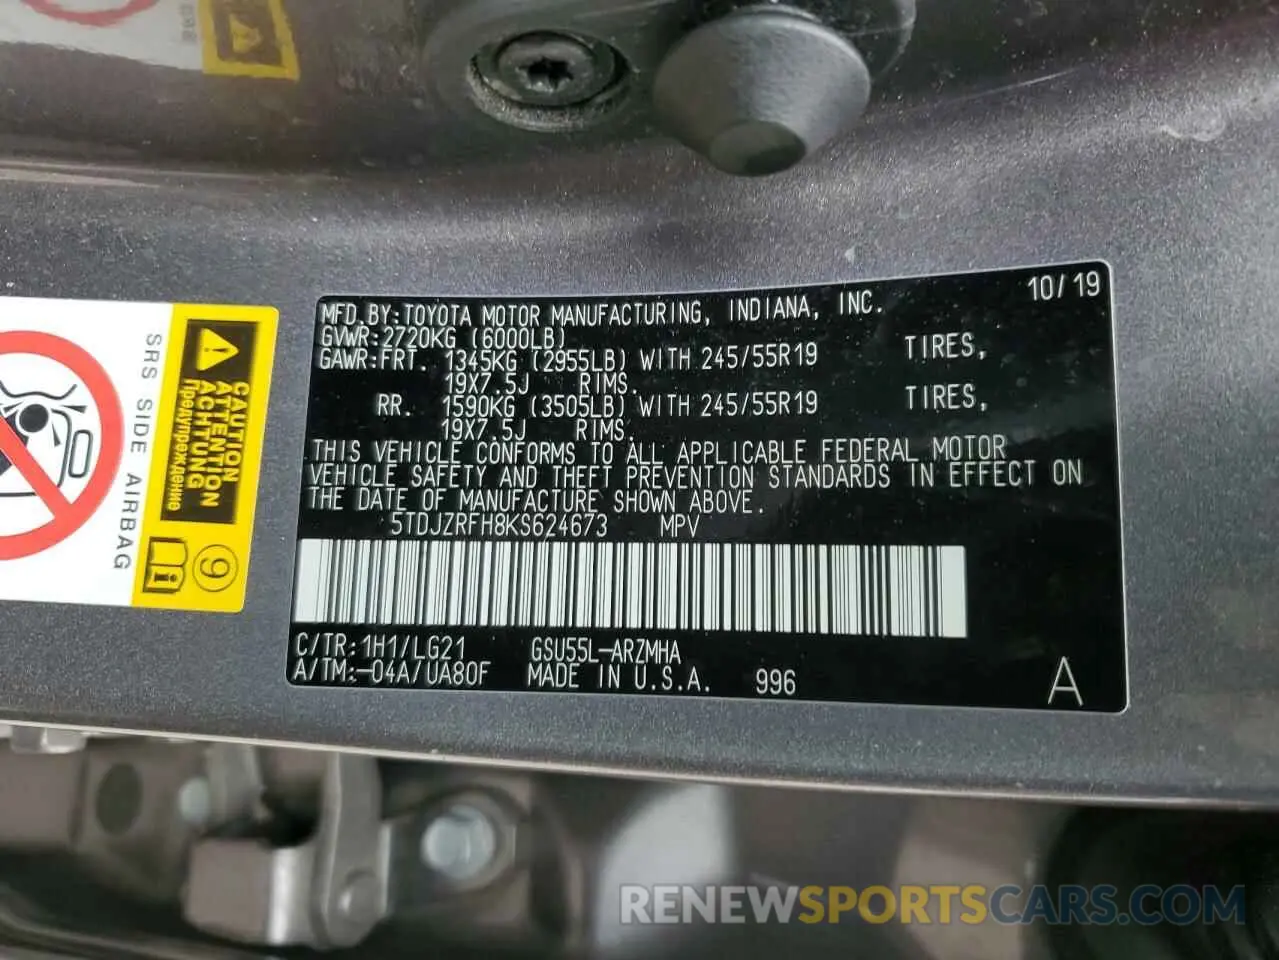 MFD.BY:TOYOTA MOTOR MANUFACTURING, INDIANA, INC. 10/19
GVWR:2720KG (6000LB)
GAWR:FRT. 1345KG (2955LB) WITH 245/55R19 TIRES,
19X7.5J RIMS.
RR. 1590KG (3505LB) WITH 245/55R19 TIRES,
19X7.5J RIMS.
THIS VEHICLE CONFORMS TO ALL APPLICABLE FEDERAL MOTOR
VEHICLE SAFETY AND THEFT PREVENTION STANDARDS IN EFFECT ON
THE DATE OF MANUFACTURE SHOWN ABOVE.
5TDJZRFH8KS624673 MPV
C/TR:1H1/LG21 GSU55L-ARZMHA
A/TM:-04A/UA80F MADE IN U.S.A. 996 A
CAUTION
ATTENTION
ACHTUNG
Предупреждение
9
SRS SIDE AIRBAG
RENEWSPORTSCARS.COM